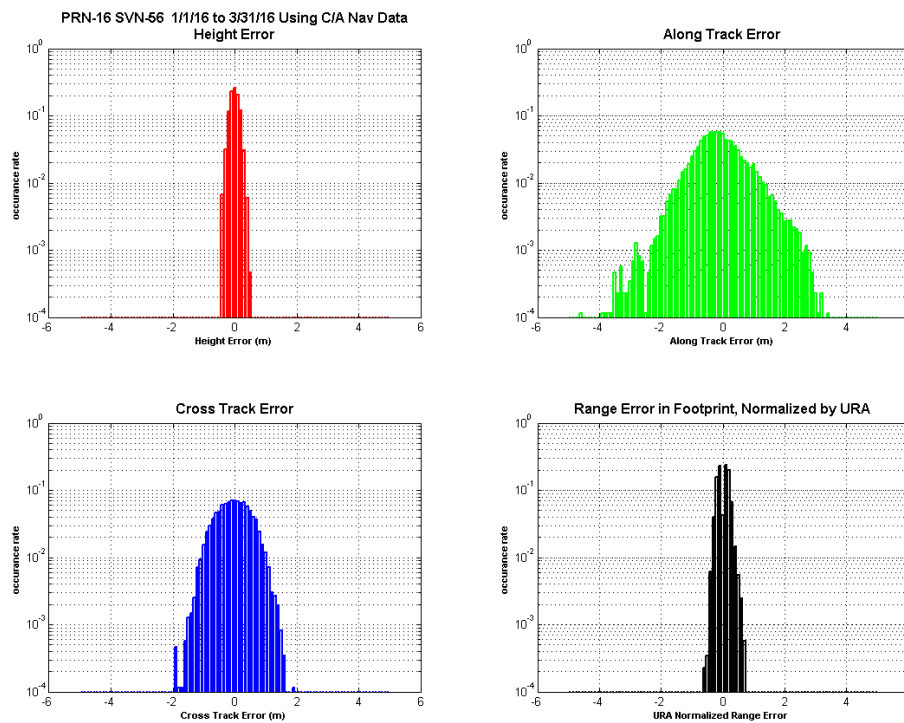 PRN-16 SVN-56 1/1/16 to 3/31/16 Using C/A Nav Data
Height Error
10^0
10^-1
10^-2
10^-3
10^-4
occurance rate
-6 -4 -2 0 2 4 6
Height Error (m)
Along Track Error
10^0
10^-1
10^-2
10^-3
10^-4
occurance rate
-6 -4 -2 0 2 4
Along Track Error (m)
Cross Track Error
10^0
10^-1
10^-2
10^-3
10^-4
occurance rate
-6 -4 -2 0 2 4 6
Cross Track Error (m)
Range Error in Footprint, Normalized by URA
10^0
10^-1
10^-2
10^-3
10^-4
occurance rate
-6 -4 -2 0 2 4
URA Normalized Range Error